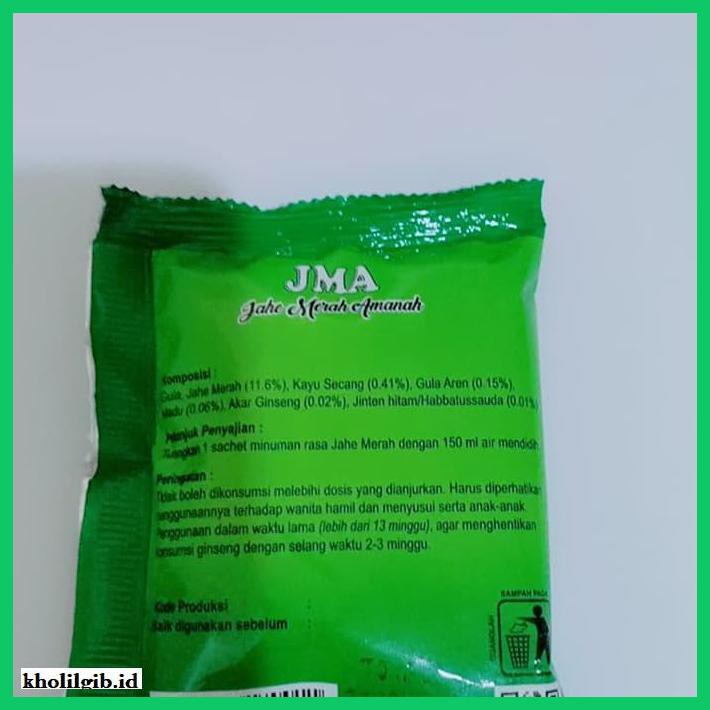 JMA
Jahe Merah Amanah
Komposisi :
Gula, Jahe Merah (11.6%), Kayu Secang (0.41%), Gula Aren (0.15%),
Madu (0.06%), Akar Ginseng (0.02%), Jinten hitam/Habbatussauda (0.01%
Petunjuk Penyajian :
1 sachet minuman rasa Jahe Merah dengan 150 ml air mendidih
Peringatan :
Tidak boleh dikonsumsi melebihi dosis yang dianjurkan. Harus diperhatikan
penggunaannya terhadap wanita hamil dan menyusui serta anak-anak
Penggunaan dalam waktu lama (lebih dari 13 minggu), agar menghentikan
konsumsi ginseng dengan selang waktu 2-3 minggu.
Kode Produksi :
Baik digunakan sebelum :
SAMPAH PADA
kholilgib.id